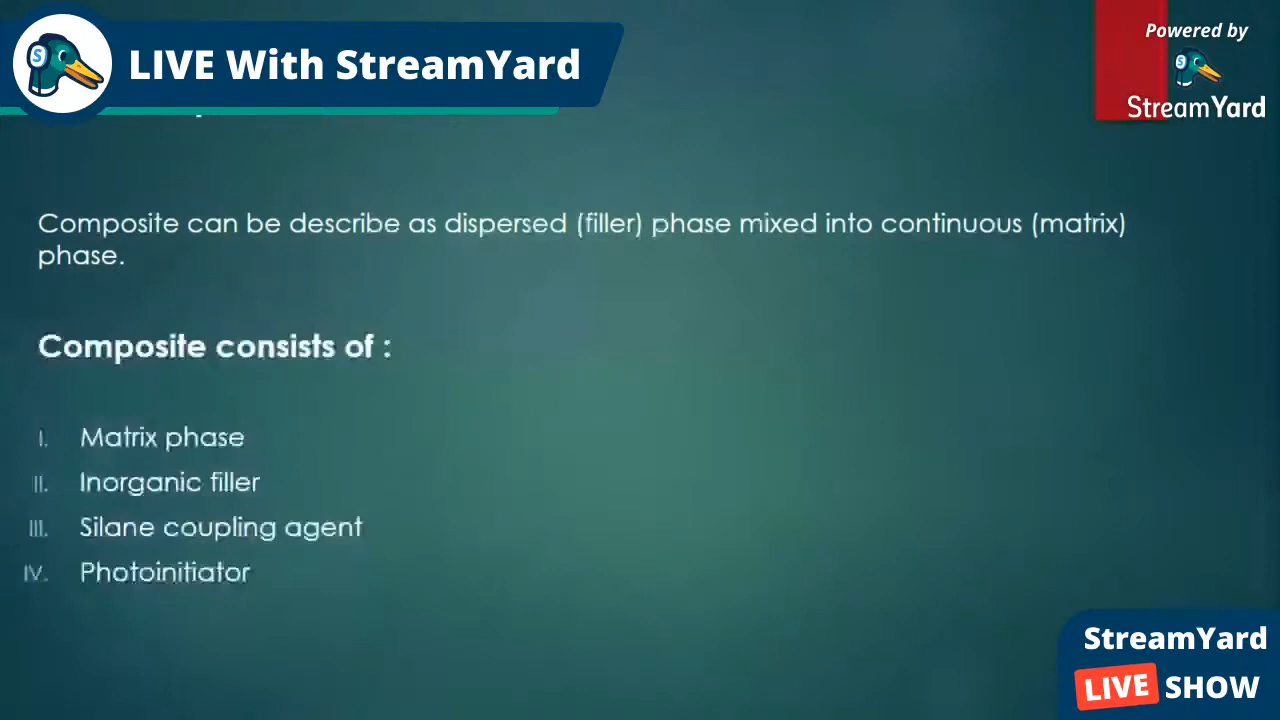 LIVE With StreamYard
Powered by
StreamYard
Composite can be describe as dispersed (filler) phase mixed into continuous (matrix)
phase.
Composite consists of :
I. Matrix phase
II. Inorganic filler
III. Silane coupling agent
IV. Photoinitiator
StreamYard
LIVE SHOW